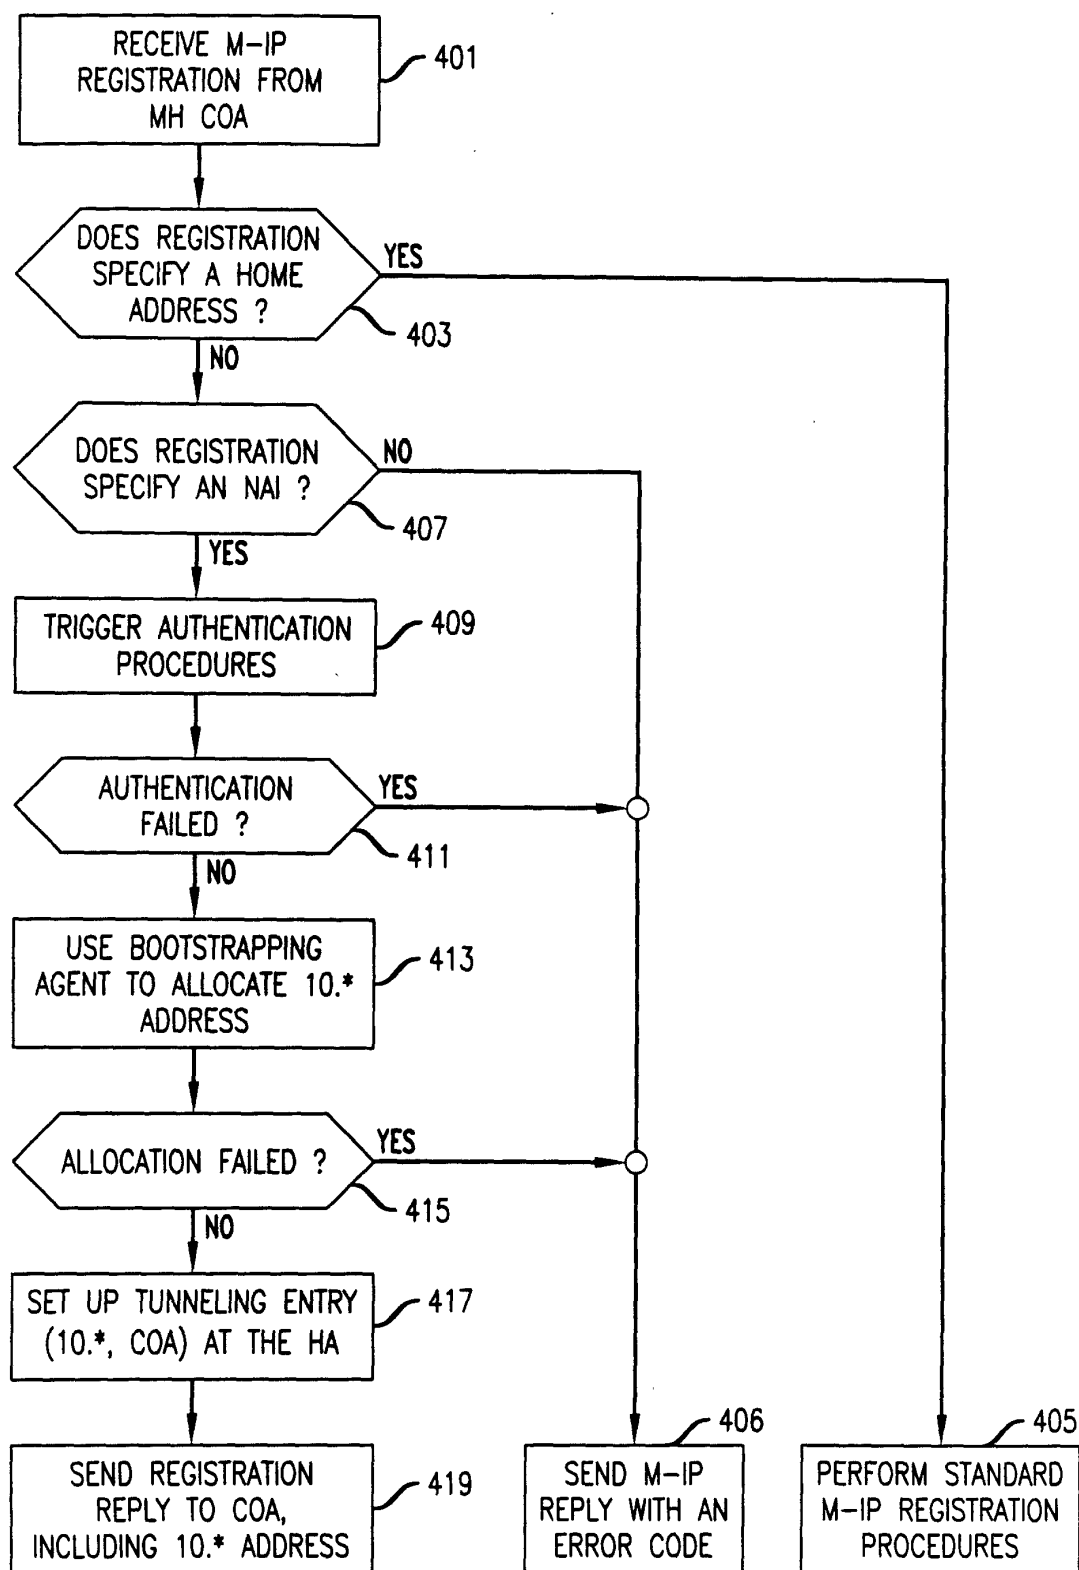 RECEIVE M-IP
REGISTRATION FROM
MH COA
401
DOES REGISTRATION
SPECIFY A HOME
ADDRESS ?
YES
403
NO
DOES REGISTRATION
SPECIFY AN NAI ?
NO
407
YES
TRIGGER AUTHENTICATION
PROCEDURES
409
AUTHENTICATION
FAILED ?
YES
411
NO
USE BOOTSTRAPPING
AGENT TO ALLOCATE 10.*
ADDRESS
413
ALLOCATION FAILED ?
YES
415
NO
SET UP TUNNELING ENTRY
(10.*, COA) AT THE HA
417
SEND REGISTRATION
REPLY TO COA,
INCLUDING 10.* ADDRESS
419
406
SEND M-IP
REPLY WITH AN
ERROR CODE
405
PERFORM STANDARD
M-IP REGISTRATION
PROCEDURES